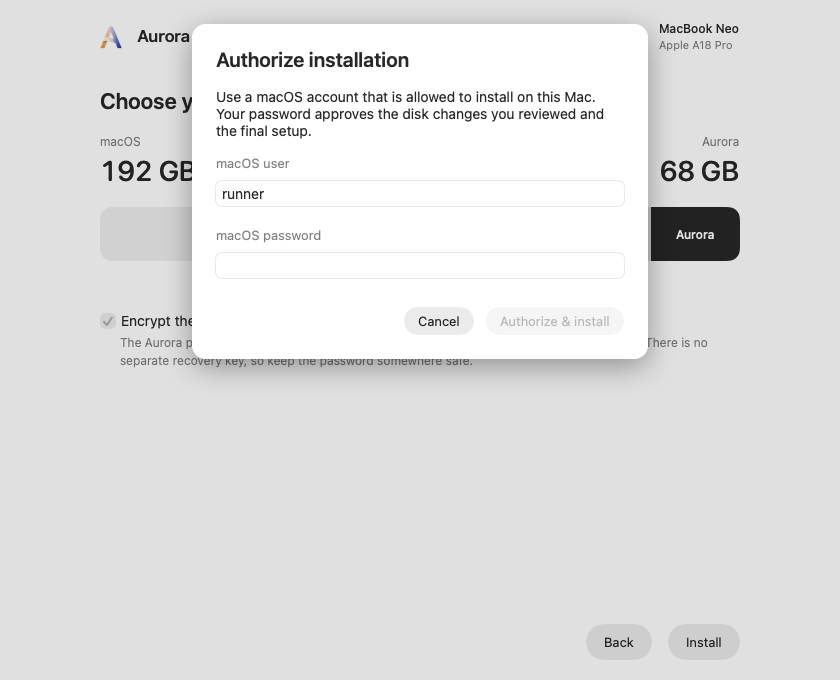 Aurora
MacBook Neo
Apple A18 Pro
Choose y
macOS
Aurora
192 GB
68 GB
Aurora
Encrypt the
The Aurora p
There is no
separate recovery key, so keep the password somewhere safe.
Back
Install
Authorize installation
Use a macOS account that is allowed to install on this Mac.
Your password approves the disk changes you reviewed and
the final setup.
macOS user
runner
macOS password
Cancel
Authorize & install